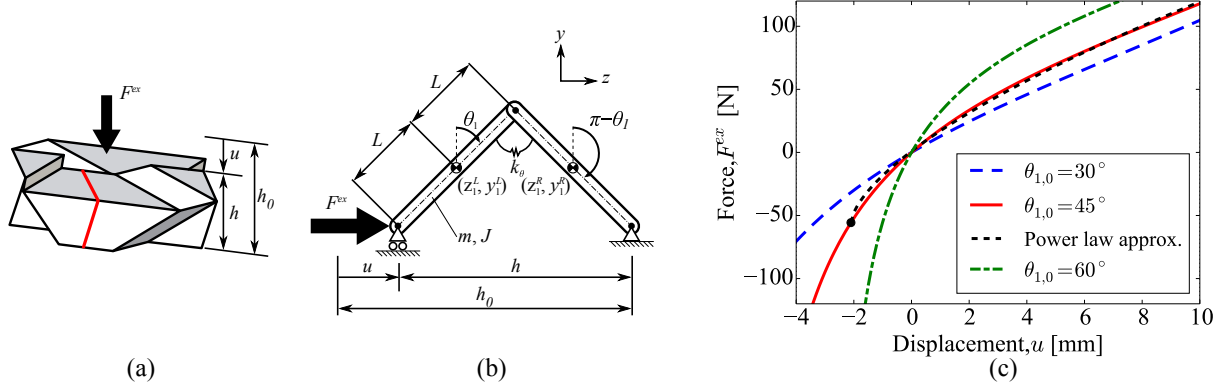 F^ex
u
h
h_0
(a)
y
z
L
L
θ_1
π−θ_1
k_θ
(z_1^L, y_1^L) (z_1^R, y_1^R)
F^ex
m, J
u
h
h_0
(b)
Force, F^ex [N]
100
50
0
−50
−100
θ_1,0 = 30°
θ_1,0 = 45°
Power law approx.
θ_1,0 = 60°
−4 −2 0 2 4 6 8 10
Displacement, u [mm]
(c)